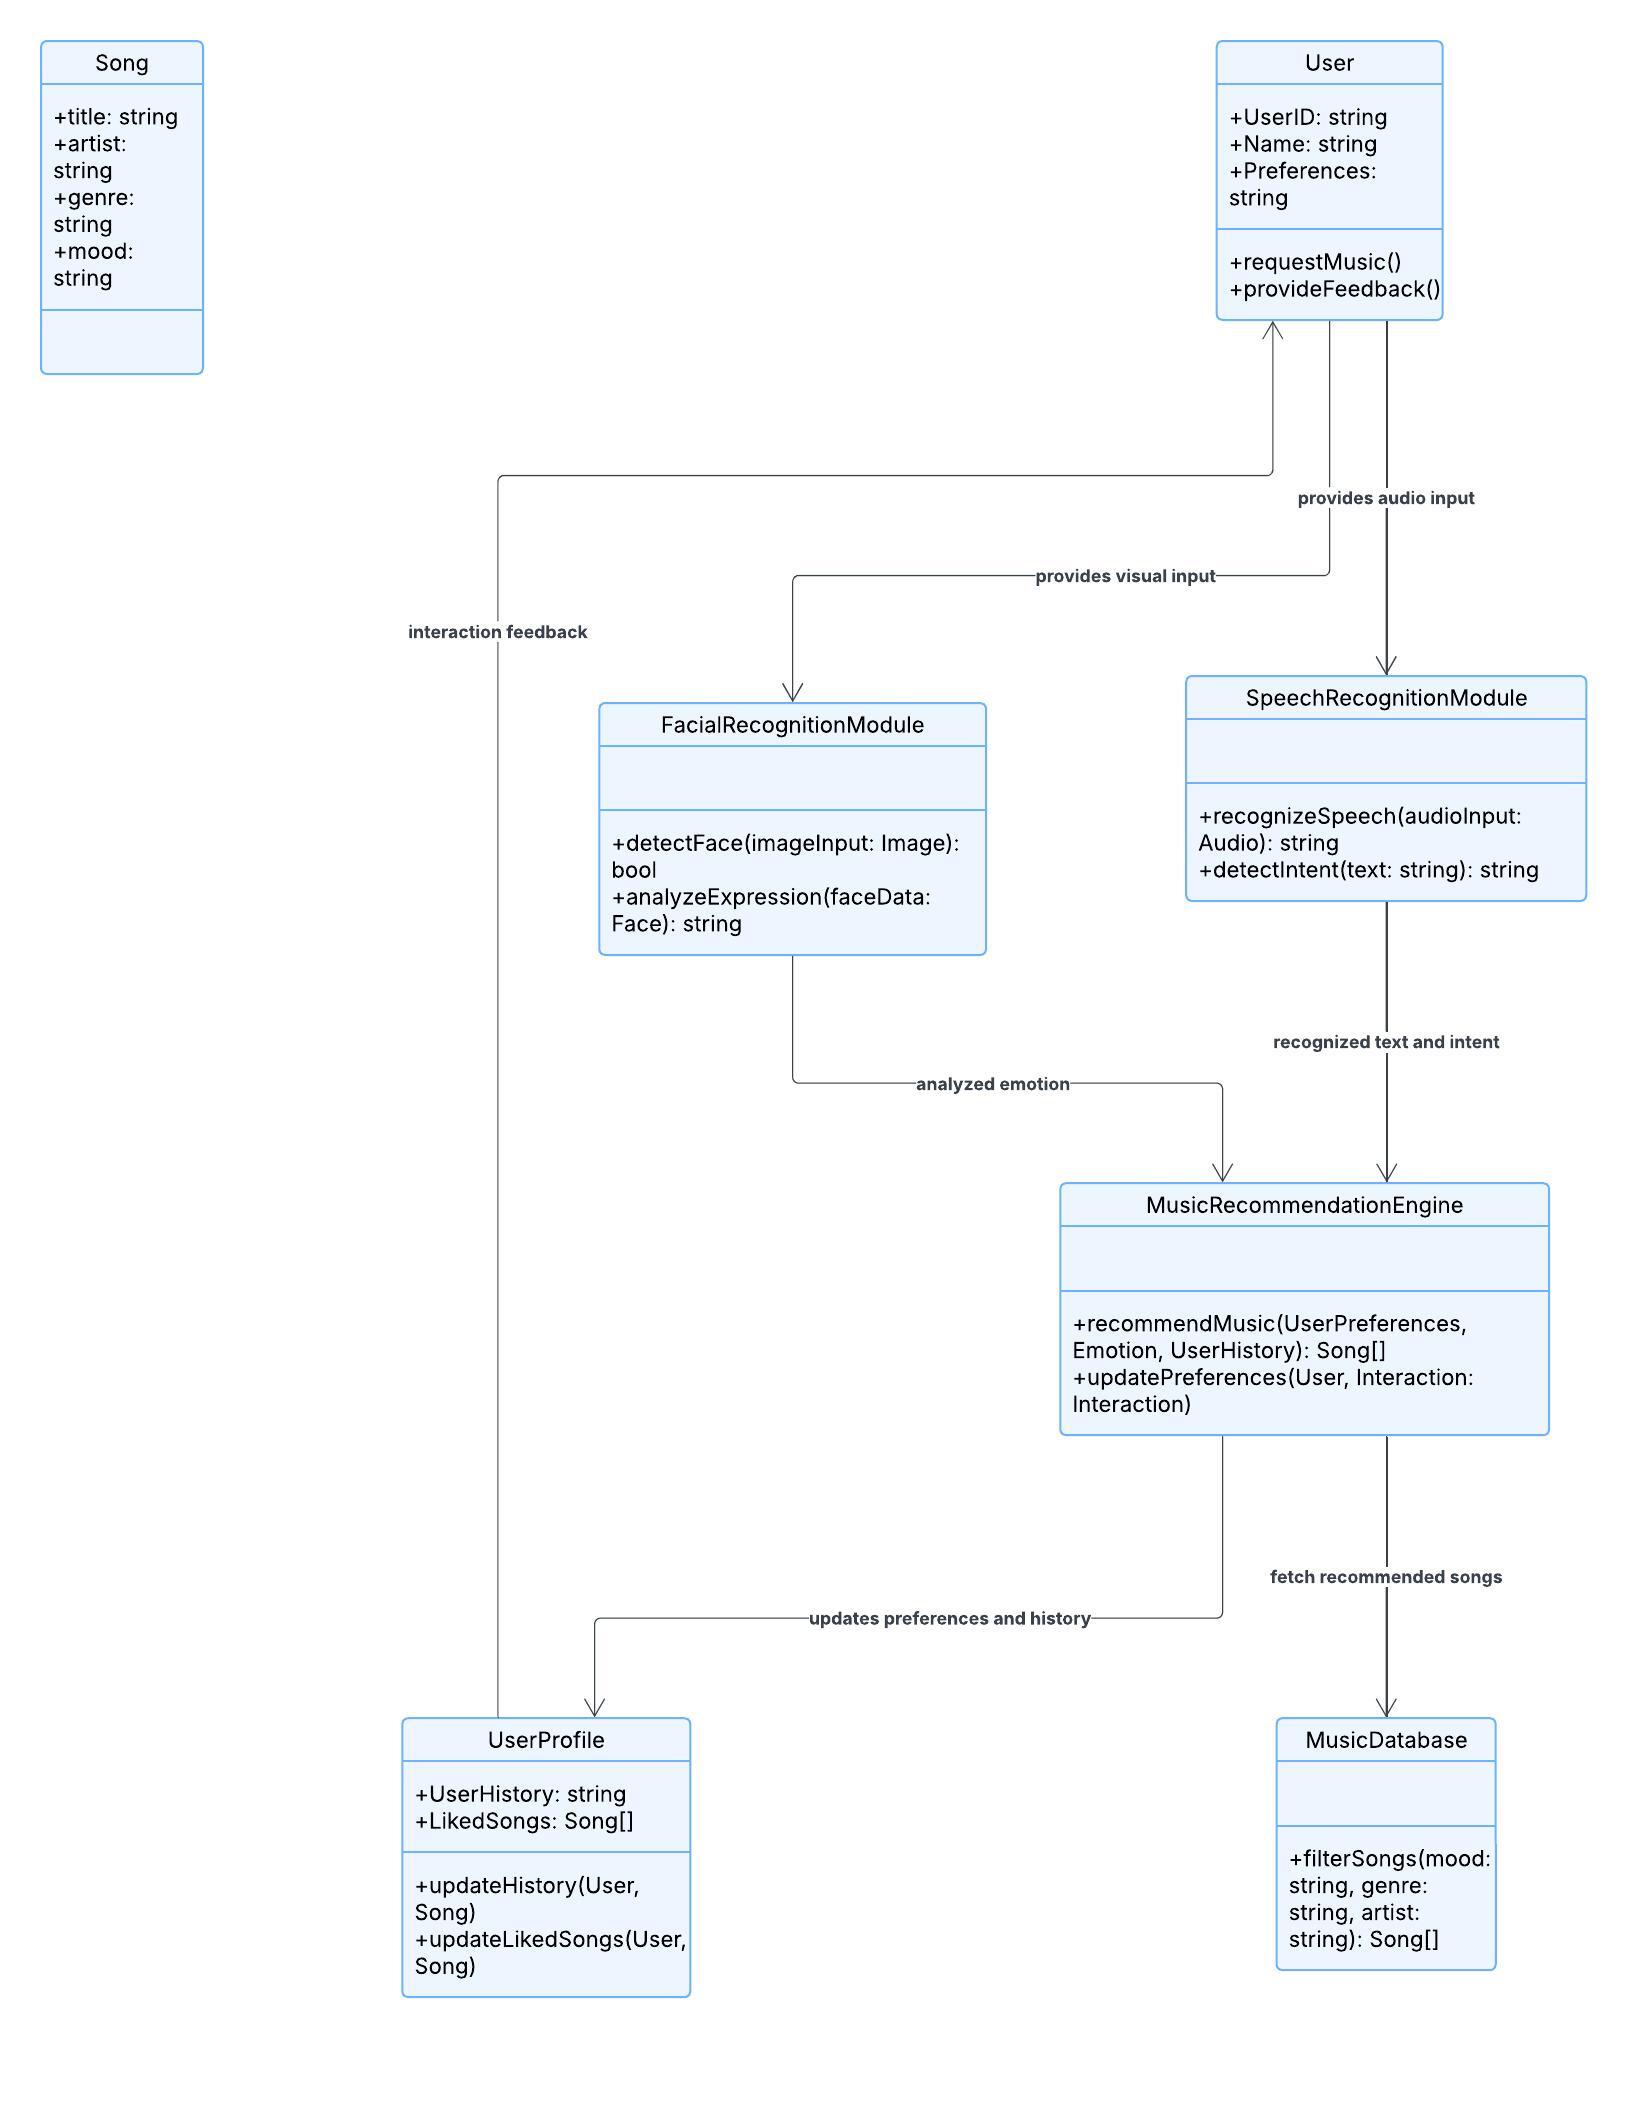 Song
+title: string
+artist:
string
+genre:
string
+mood:
string
User
+UserID: string
+Name: string
+Preferences:
string
+requestMusic()
+provideFeedback()
provides audio input
provides visual input
interaction feedback
FacialRecognitionModule
+detectFace(imageInput: Image):
bool
+analyzeExpression(faceData:
Face): string
SpeechRecognitionModule
+recognizeSpeech(audioInput:
Audio): string
+detectIntent(text: string): string
recognized text and intent
analyzed emotion
MusicRecommendationEngine
+recommendMusic(UserPreferences,
Emotion, UserHistory): Song[]
+updatePreferences(User, Interaction:
Interaction)
fetch recommended songs
updates preferences and history
UserProfile
+UserHistory: string
+LikedSongs: Song[]
+updateHistory(User,
Song)
+updateLikedSongs(User,
Song)
MusicDatabase
+filterSongs(mood:
string, genre:
string, artist:
string): Song[]